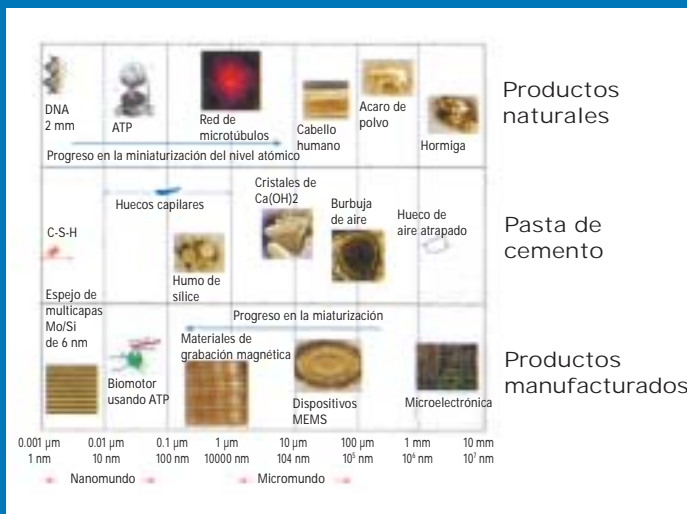 DNA
2 mm
ATP
Red de
microtúbulos
Cabello
humano
Acaro de
polvo
Hormiga
Progreso en la miniaturización del nivel atómico
Productos
naturales
Huecos capilares
C-S-H
Humo de
sílice
Cristales de
Ca(OH)2
Burbuja
de aire
Hueco de
aire atrapado
Pasta de
cemento
Progreso en la miaturización
Espejo de
multicapas
Mo/Si
de 6 nm
Biomotor
usando ATP
Materiales de
grabación magnética
Dispositivos
MEMS
Microelectrónica
Productos
manufacturados
0.001 µm 0.01 µm 0.1 µm 1 µm 10 µm 100 µm 1 mm 10 mm
1 nm 10 nm 100 nm 10000 nm 104 nm 10⁵ nm 10⁶ nm 10⁷ nm
Nanomundo Micromundo